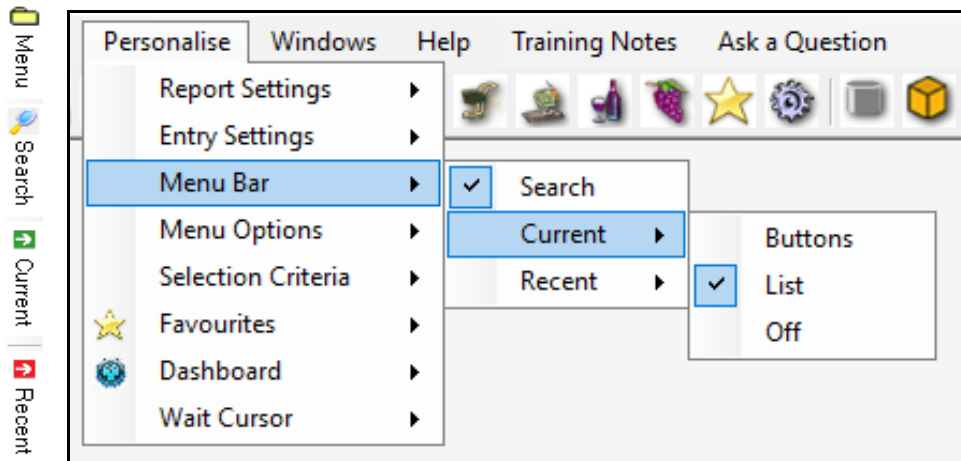 Menu
Search
Current
Recent
Personalise Windows Help Training Notes Ask a Question
Report Settings
Entry Settings
Menu Bar
Menu Options
Selection Criteria
Favourites
Dashboard
Wait Cursor
Search
Current
Recent
Buttons
List
Off